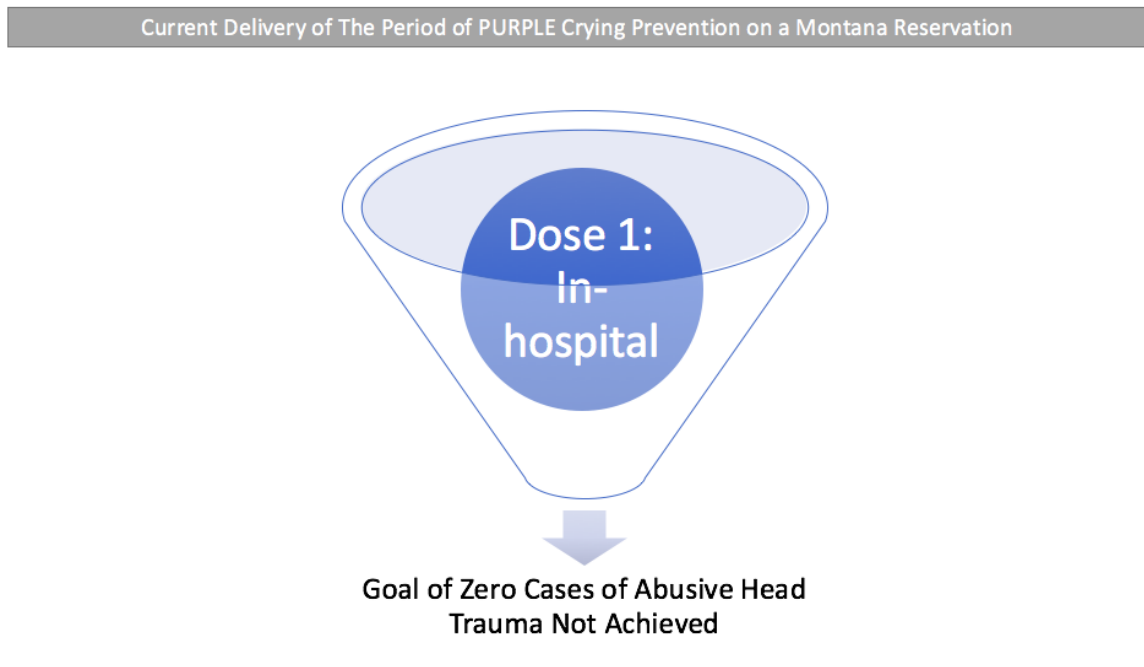 Current Delivery of The Period of PURPLE Crying Prevention on a Montana Reservation
Dose 1:
In-
hospital
Goal of Zero Cases of Abusive Head
Trauma Not Achieved